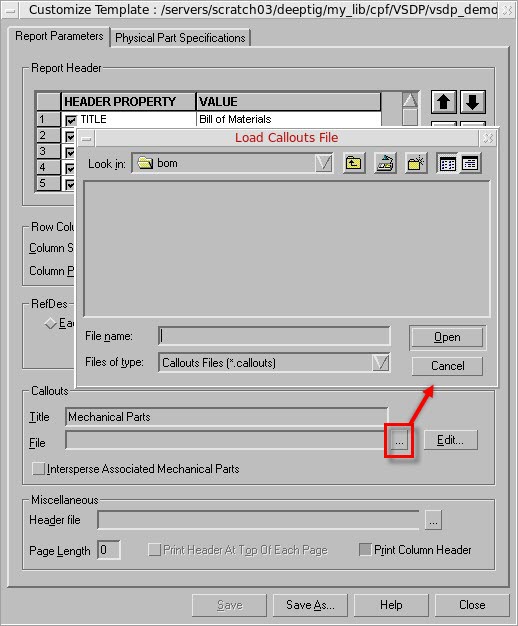 Customize Template : /servers/scratch03/deeptig/my_lib/cpf/VSDP/vsdp_demo
Report Parameters Physical Part Specifications
Report Header
HEADER PROPERTY VALUE
1 TITLE Bill of Materials
2
3
4
5
Load Callouts File
Look in: bom
File name:
Open
Files of type: Callouts Files (*.callouts)
Cancel
Row Colu
Column S
Column P
RefDes
Eac
Callouts
Title Mechanical Parts
File ... Edit...
Intersperse Associated Mechanical Parts
Miscellaneous
Header file ...
Page Length 0 Print Header At Top Of Each Page Print Column Header
Save Save As... Help Close